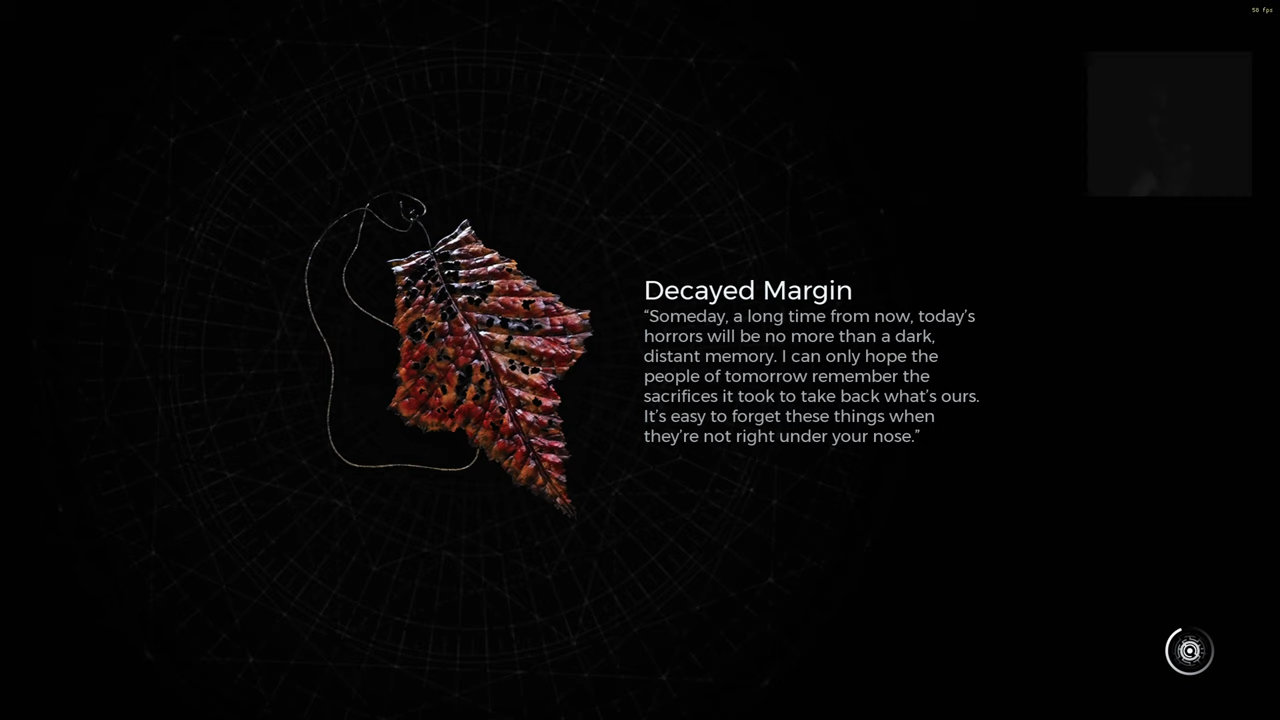 58 fps
Decayed Margin
“Someday, a long time from now, today’s
horrors will be no more than a dark,
distant memory. I can only hope the
people of tomorrow remember the
sacrifices it took to take back what’s ours.
It’s easy to forget these things when
they’re not right under your nose.”